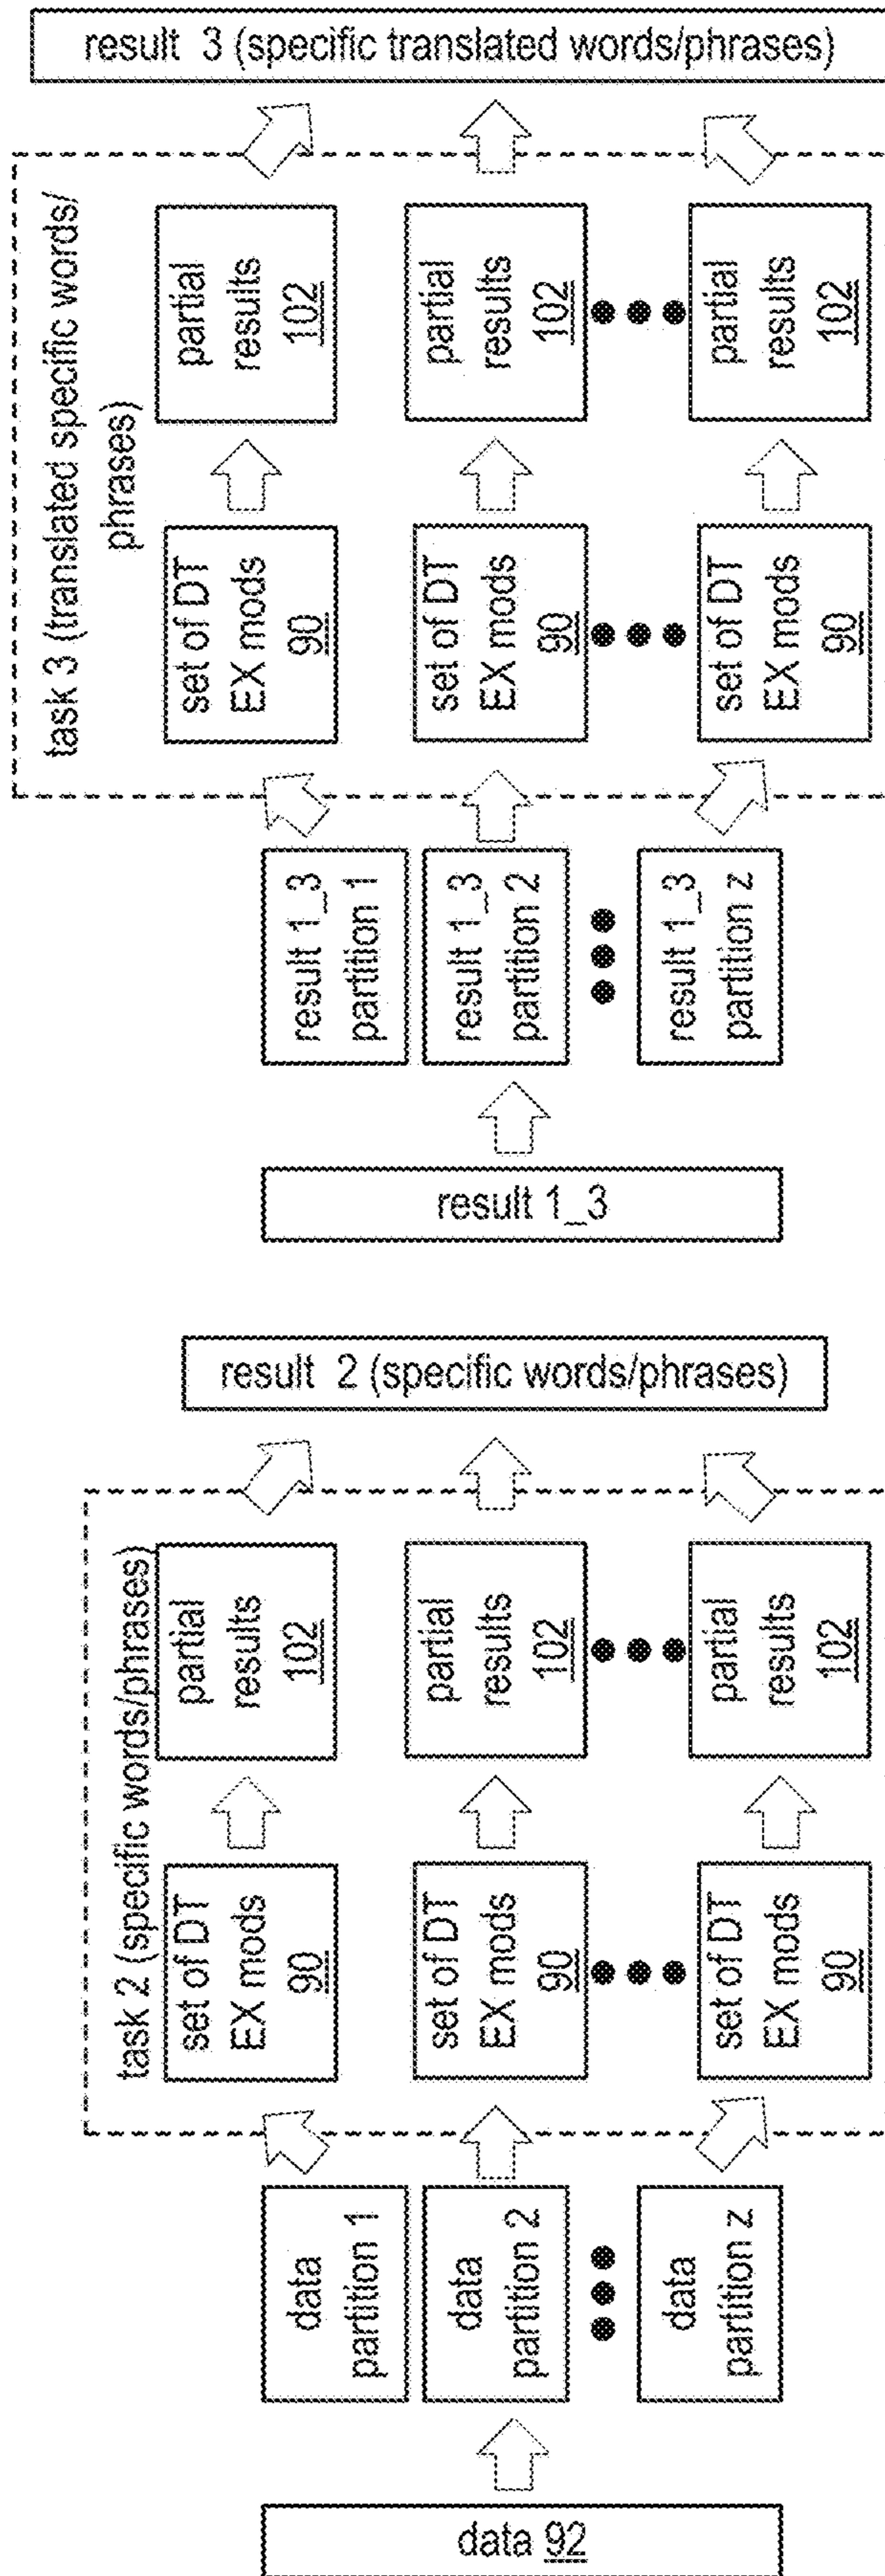 data 92
data
partition 1
data
partition 2
data
partition z
task 2 (specific words/phrases)
set of DT
EX mods
90
partial
results
102
set of DT
EX mods
90
partial
results
102
set of DT
EX mods
90
partial
results
102
result 2 (specific words/phrases)
result 1_3
result 1_3
partition 1
result 1_3
partition 2
result 1_3
partition z
task 3 (translated specific words/
phrases)
set of DT
EX mods
90
partial
results
102
set of DT
EX mods
90
partial
results
102
set of DT
EX mods
90
partial
results
102
result 3 (specific translated words/phrases)